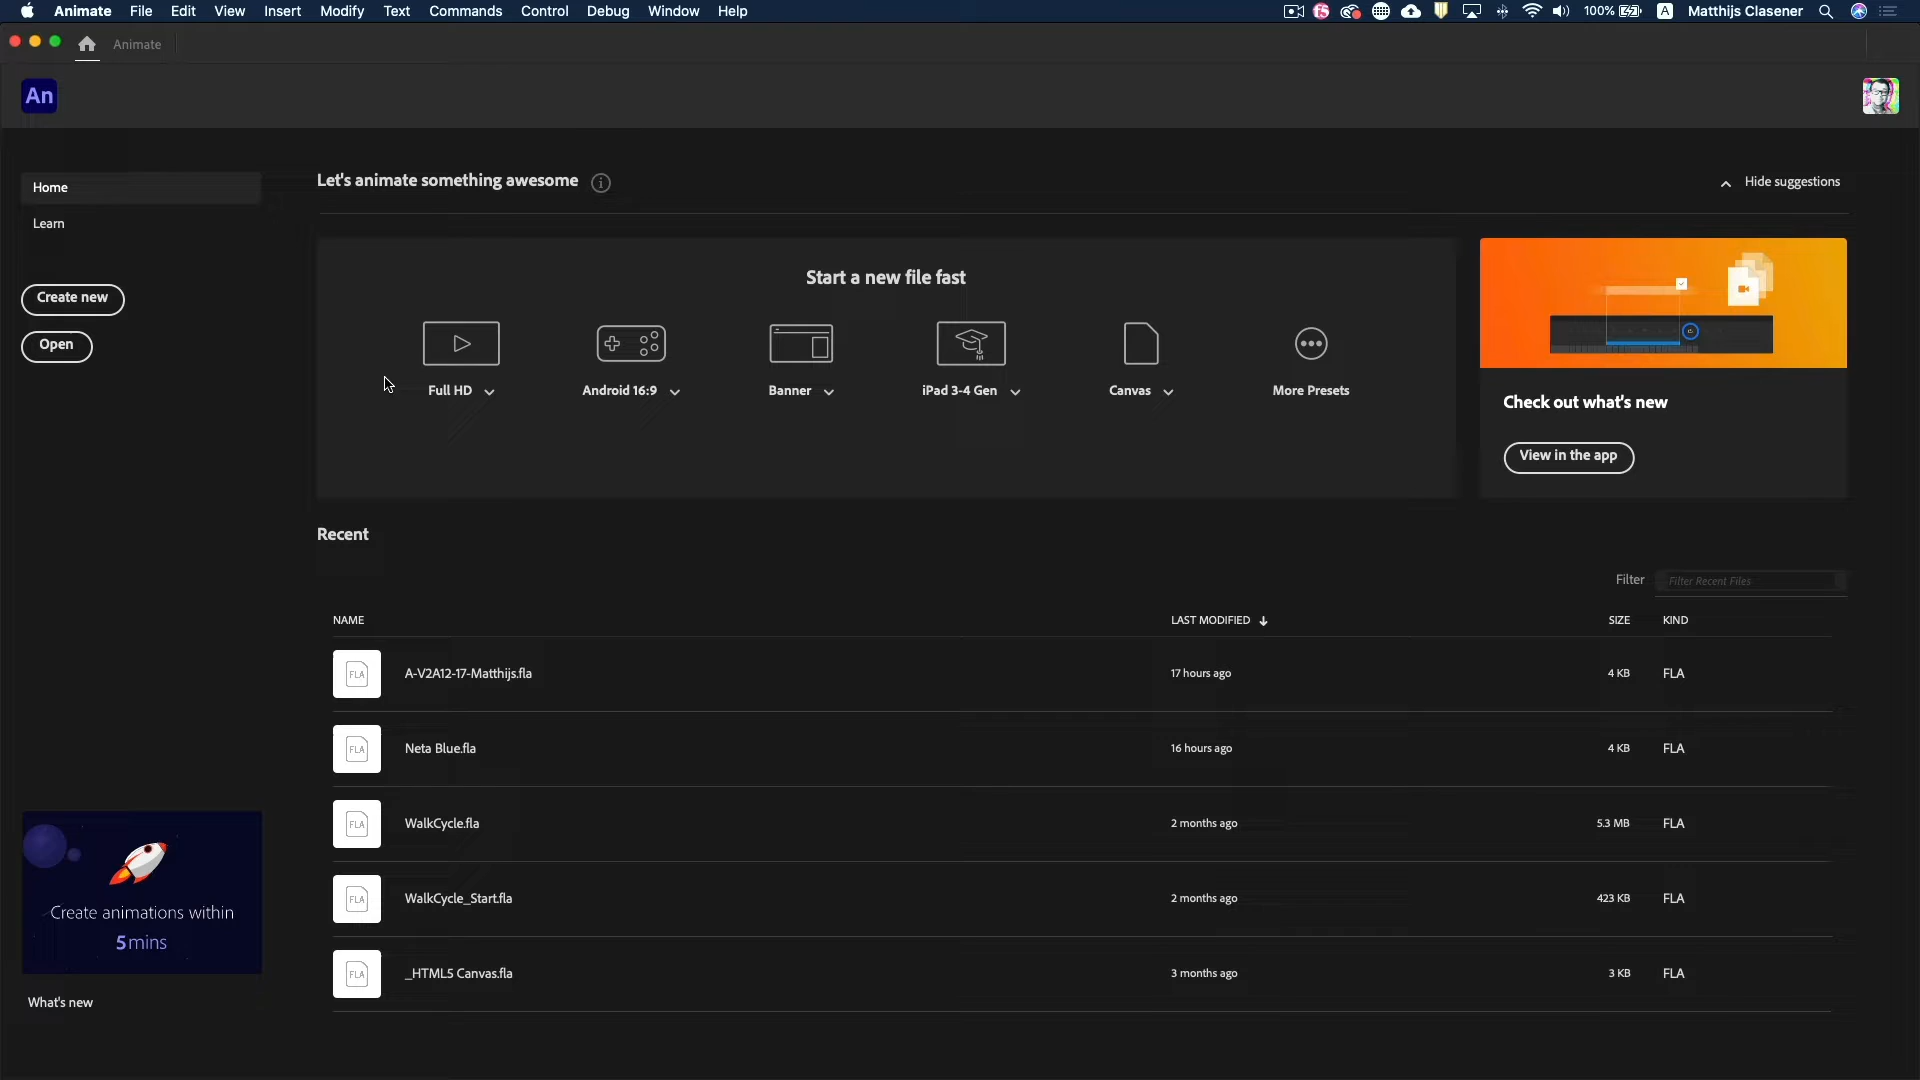 Animate File Edit View Insert Modify Text Commands Control Debug Window Help 100% A Matthijs Clasener
Animate
An
Home
Learn
Create new
Open
Let's animate something awesome
Hide suggestions
Start a new file fast
Full HD
Android 16:9
Banner
iPad 3-4 Gen
Canvas
More Presets
Check out what's new
View in the app
Recent
Filter Filter Recent Files
NAME LAST MODIFIED SIZE KIND
FLA A-V2A12-17-Matthijs.fla 17 hours ago 4 KB FLA
FLA Neta Blue.fla 16 hours ago 4 KB FLA
FLA WalkCycle.fla 2 months ago 5.3 MB FLA
FLA WalkCycle_Start.fla 2 months ago 423 KB FLA
FLA _HTML5 Canvas.fla 3 months ago 3 KB FLA
Create animations within
5 mins
What's new